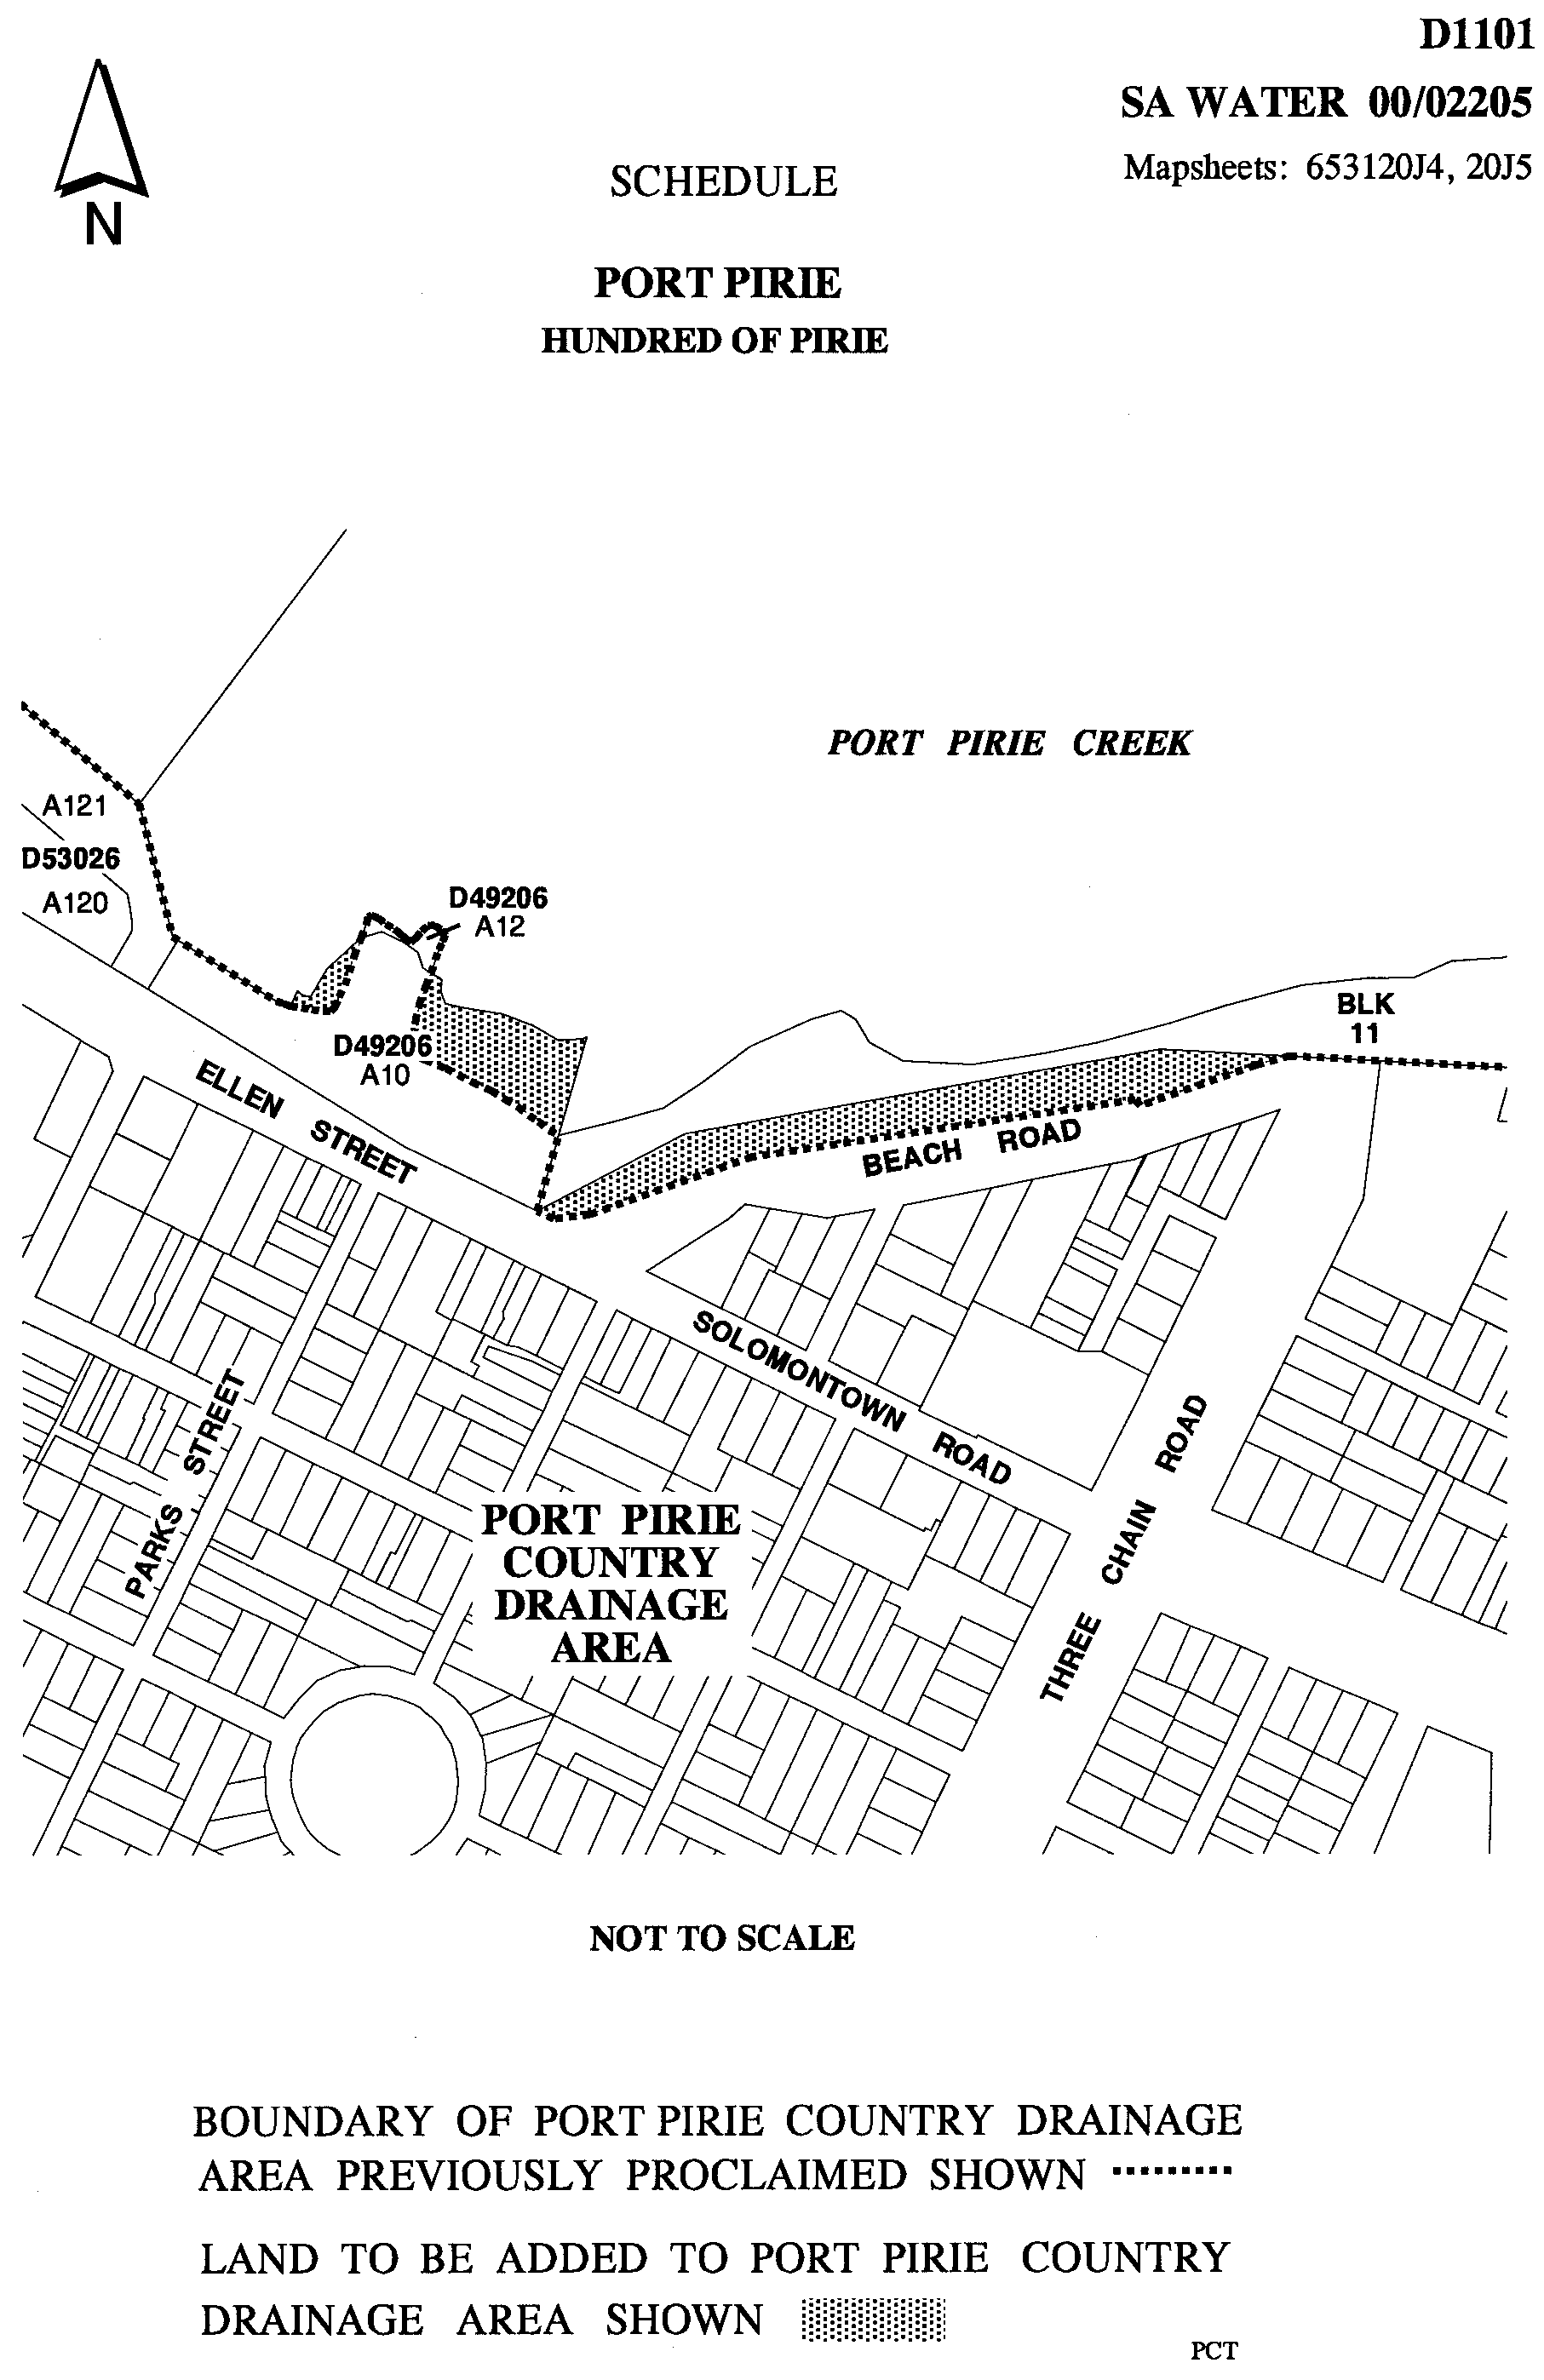 D1101
SA WATER 00/02205
Mapsheets: 653120J4, 20J5
N
SCHEDULE
PORT PIRIE
HUNDRED OF PIRIE
PORT PIRIE CREEK
A121
D53026
A120
D49206
A12
BLK
11
D49206
A10
ELLEN STREET
BEACH ROAD
SOLOMONTOWN ROAD
PARKS STREET
THREE CHAIN ROAD
PORT PIRIE
COUNTRY
DRAINAGE
AREA
NOT TO SCALE
BOUNDARY OF PORT PIRIE COUNTRY DRAINAGE
AREA PREVIOUSLY PROCLAIMED SHOWN
LAND TO BE ADDED TO PORT PIRIE COUNTRY
DRAINAGE AREA SHOWN
PCT